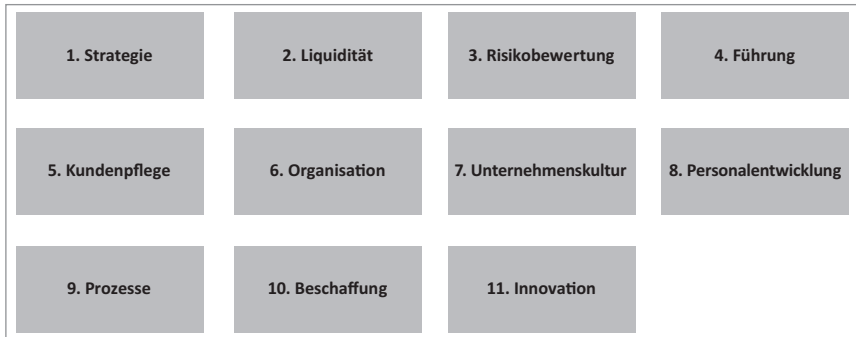 1. Strategie
2. Liquidität
3. Risikobewertung
4. Führung
5. Kundenpflege
6. Organisation
7. Unternehmenskultur
8. Personalentwicklung
9. Prozesse
10. Beschaffung
11. Innovation